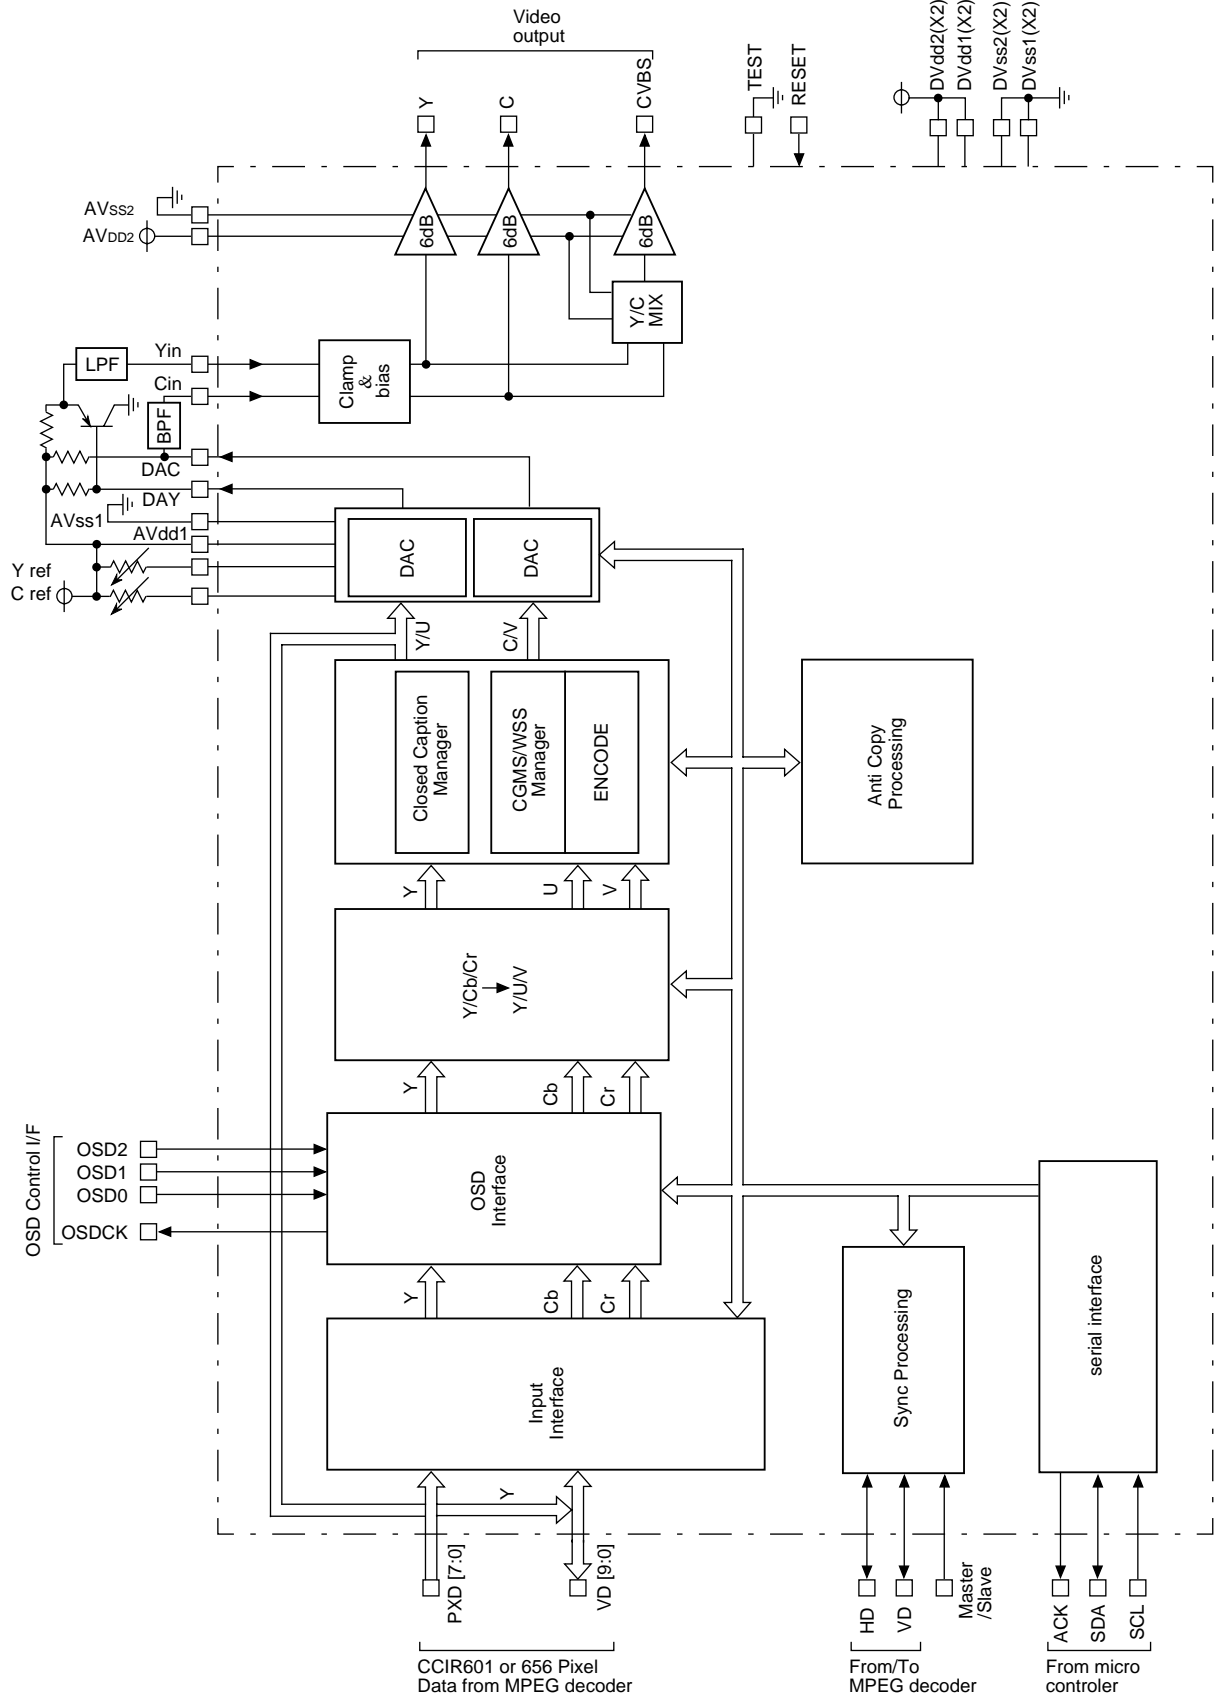 Video
output
Y
C
CVBS
TEST
RESET
DVdd2(X2)
DVdd1(X2)
DVss2(X2)
DVss1(X2)
AVSS2
AVDD2
6dB
6dB
6dB
Y/C
MIX
LPF
Yin
Cin
BPF
Clamp
&
bias
DAC
DAY
AVss1
AVdd1
Y ref
C ref
DAC
DAC
Y/U
C/V
Closed Caption
Manager
CGMS/WSS
Manager
ENCODE
Anti Copy
Processing
Y
U
V
Y/Cb/Cr
Y/U/V
Y
Cb
Cr
OSD Control I/F
OSD2
OSD1
OSD0
OSDCK
OSD
Interface
Y
Cb
Cr
Input
Interface
Sync Processing
serial interface
Y
PXD [7:0]
VD [9:0]
HD
VD
Master
/Slave
ACK
SDA
SCL
CCIR601 or 656 Pixel
Data from MPEG decoder
From/To
MPEG decoder
From micro
controler